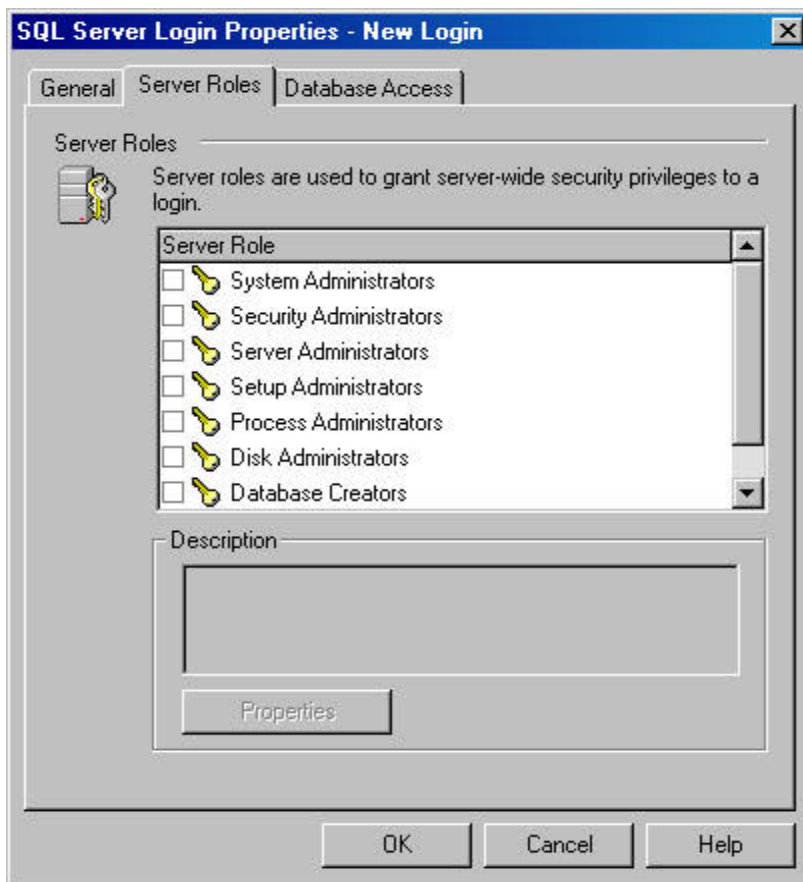 SQL Server Login Properties - New Login
General
Server Roles
Database Access
Server Roles
Server roles are used to grant server-wide security privileges to a
login.
Server Role
System Administrators
Security Administrators
Server Administrators
Setup Administrators
Process Administrators
Disk Administrators
Database Creators
Description
Properties
OK
Cancel
Help